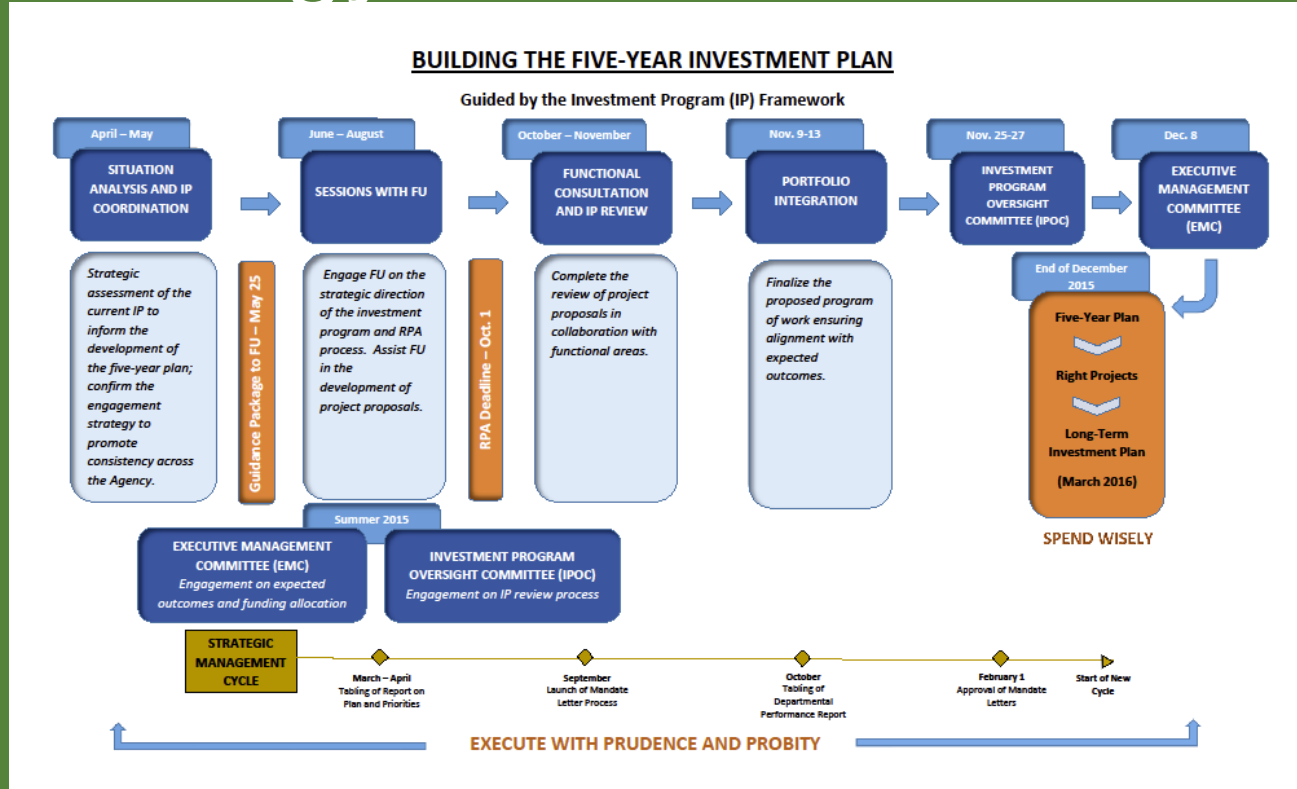 BUILDING THE FIVE-YEAR INVESTMENT PLAN
Guided by the Investment Program (IP) Framework
April – May
SITUATION
ANALYSIS AND IP
COORDINATION
Strategic
assessment of the
current IP to
inform the
development of
the five-year plan;
confirm the
engagement
strategy to
promote
consistency across
the Agency.
Guidance Package to FU – May 25
June – August
SESSIONS WITH FU
Engage FU on the
strategic direction
of the investment
program and RPA
process. Assist FU
in the
development of
project proposals.
RPA Deadline – Oct. 1
October – November
FUNCTIONAL
CONSULTATION
AND IP REVIEW
Complete the
review of project
proposals in
collaboration with
functional areas.
Nov. 9-13
PORTFOLIO
INTEGRATION
Finalize the
proposed program
of work ensuring
alignment with
expected
outcomes.
Nov. 25-27
INVESTMENT
PROGRAM
OVERSIGHT
COMMITTEE (IPOC)
Dec. 8
EXECUTIVE
MANAGEMENT
COMMITTEE
(EMC)
End of December
2015
Five-Year Plan
Right Projects
Long-Term
Investment Plan
(March 2016)
SPEND WISELY
Summer 2015
EXECUTIVE MANAGEMENT
COMMITTEE (EMC)
Engagement on expected
outcomes and funding allocation
INVESTMENT PROGRAM
OVERSIGHT COMMITTEE (IPOC)
Engagement on IP review process
STRATEGIC
MANAGEMENT
CYCLE
March – April
Tabling of Report on
Plan and Priorities
September
Launch of Mandate
Letter Process
October
Tabling of
Departmental
Performance Report
February 1
Approval of Mandate
Letters
Start of New
Cycle
EXECUTE WITH PRUDENCE AND PROBITY